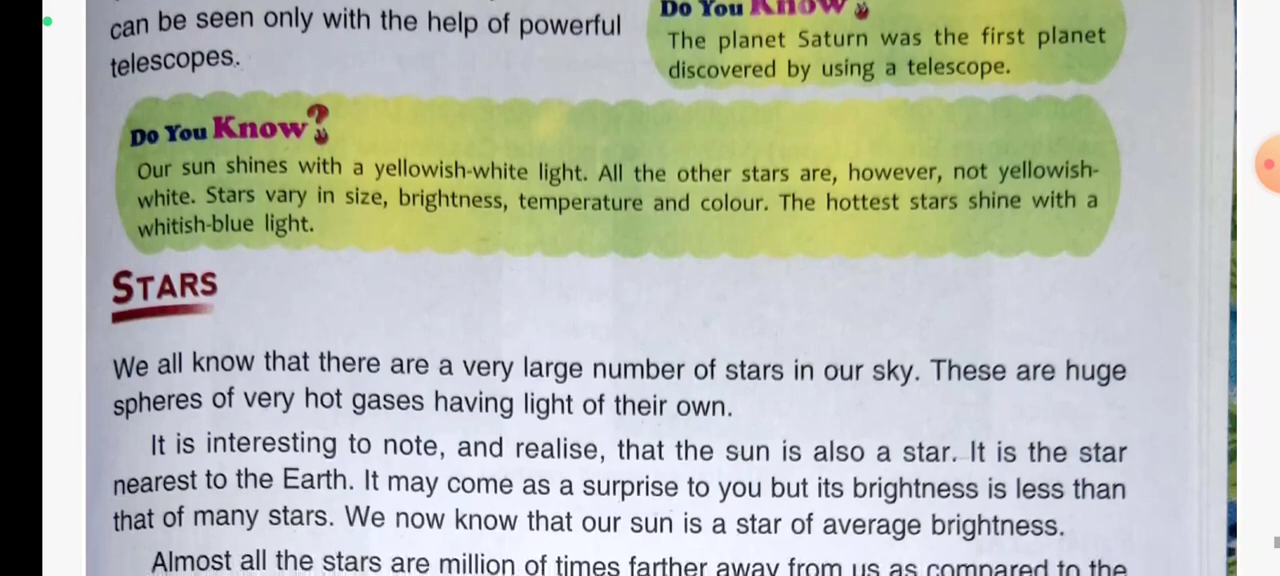 can be seen only with the help of powerful
telescopes.
Do You Know
The planet Saturn was the first planet
discovered by using a telescope.
Do You Know?
Our sun shines with a yellowish-white light. All the other stars are, however, not yellowish-
white. Stars vary in size, brightness, temperature and colour. The hottest stars shine with a
whitish-blue light.
STARS
We all know that there are a very large number of stars in our sky. These are huge
spheres of very hot gases having light of their own.
It is interesting to note, and realise, that the sun is also a star. It is the star
nearest to the Earth. It may come as a surprise to you but its brightness is less than
that of many stars. We now know that our sun is a star of average brightness.
Almost all the stars are million of times farther away from us as compared to the